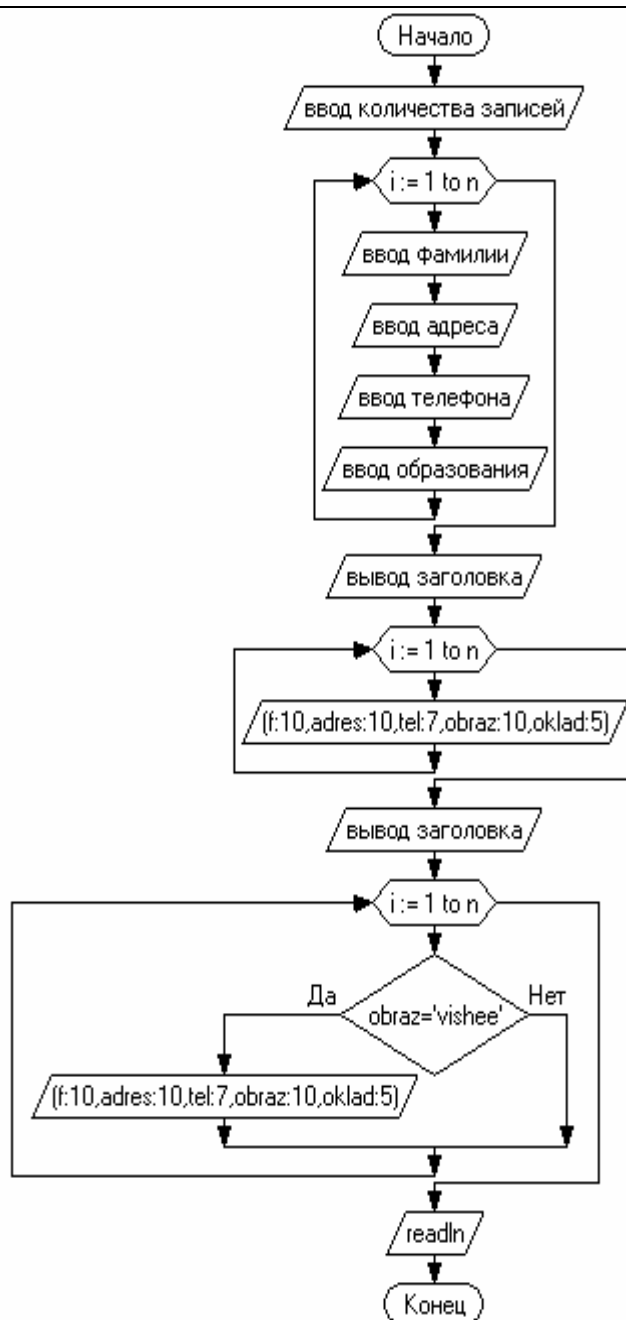 Начало
ввод количества записей
i := 1 to n
ввод фамилии
ввод адреса
ввод телефона
ввод образования
вывод заголовка
i := 1 to n
(f:10,adres:10,tel:7,obraz:10,oklad:5)
вывод заголовка
i := 1 to n
Да
Нет
obraz='vishee'
(f:10,adres:10,tel:7,obraz:10,oklad:5)
readln
Конец